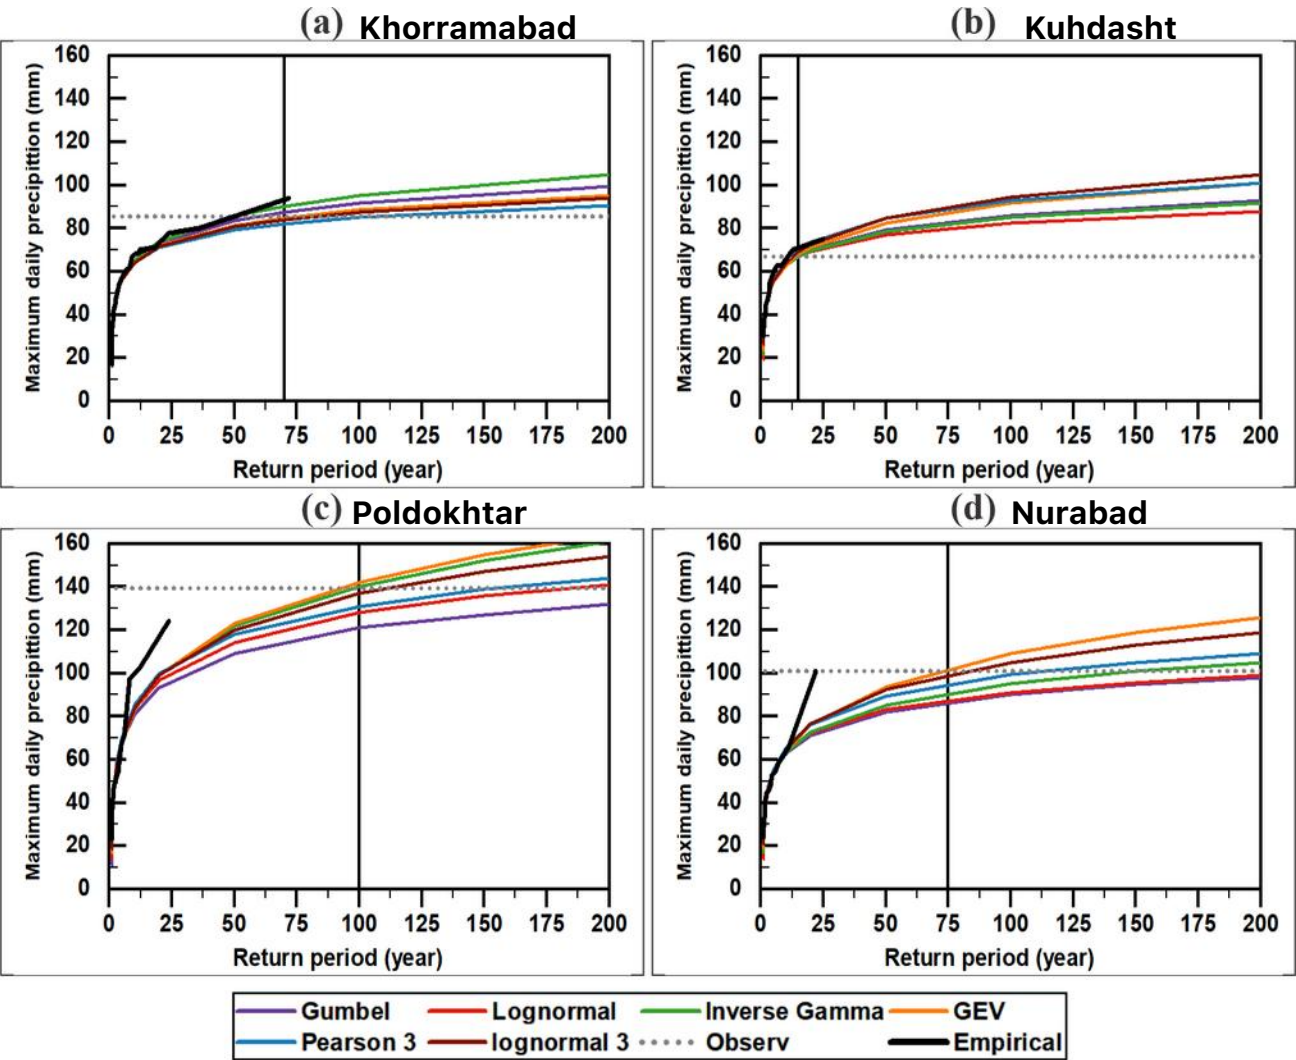 (a) Khorramabad
Maximum daily precipittion (mm)
160
140
120
100
80
60
40
20
0
0 25 50 75 100 125 150 175 200
Return period (year)
(b) Kuhdasht
Maximum daily precipittion (mm)
160
140
120
100
80
60
40
20
0
0 25 50 75 100 125 150 175 200
Return period (year)
(c) Poldokhtar
Maximum daily precipittion (mm)
160
140
120
100
80
60
40
20
0
0 25 50 75 100 125 150 175 200
Return period (year)
(d) Nurabad
Maximum daily precipittion (mm)
160
140
120
100
80
60
40
20
0
0 25 50 75 100 125 150 175 200
Return period (year)
Gumbel Lognormal Inverse Gamma GEV
Pearson 3 lognormal 3 Observ Empirical